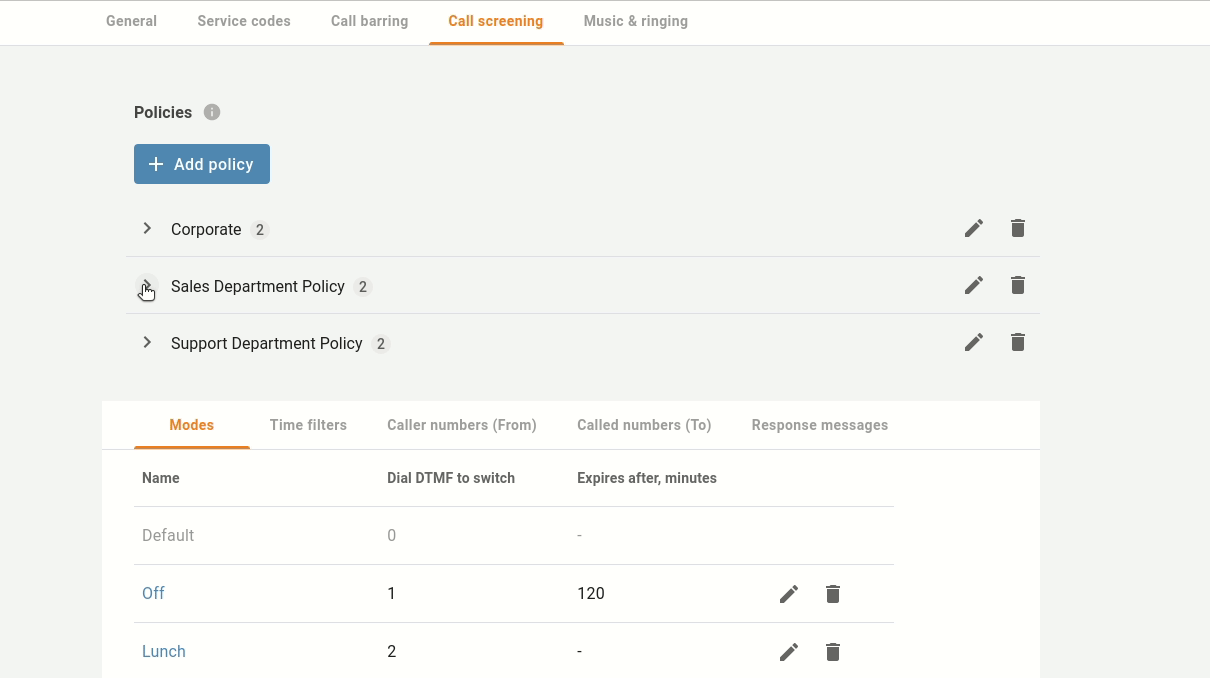 General Service codes Call barring Call screening Music & ringing
Policies
Add policy
Corporate 2
Sales Department Policy 2
Support Department Policy 2
Modes Time filters Caller numbers (From) Called numbers (To) Response messages
Name Dial DTMF to switch Expires after, minutes
Default 0 -
Off 1 120
Lunch 2 -